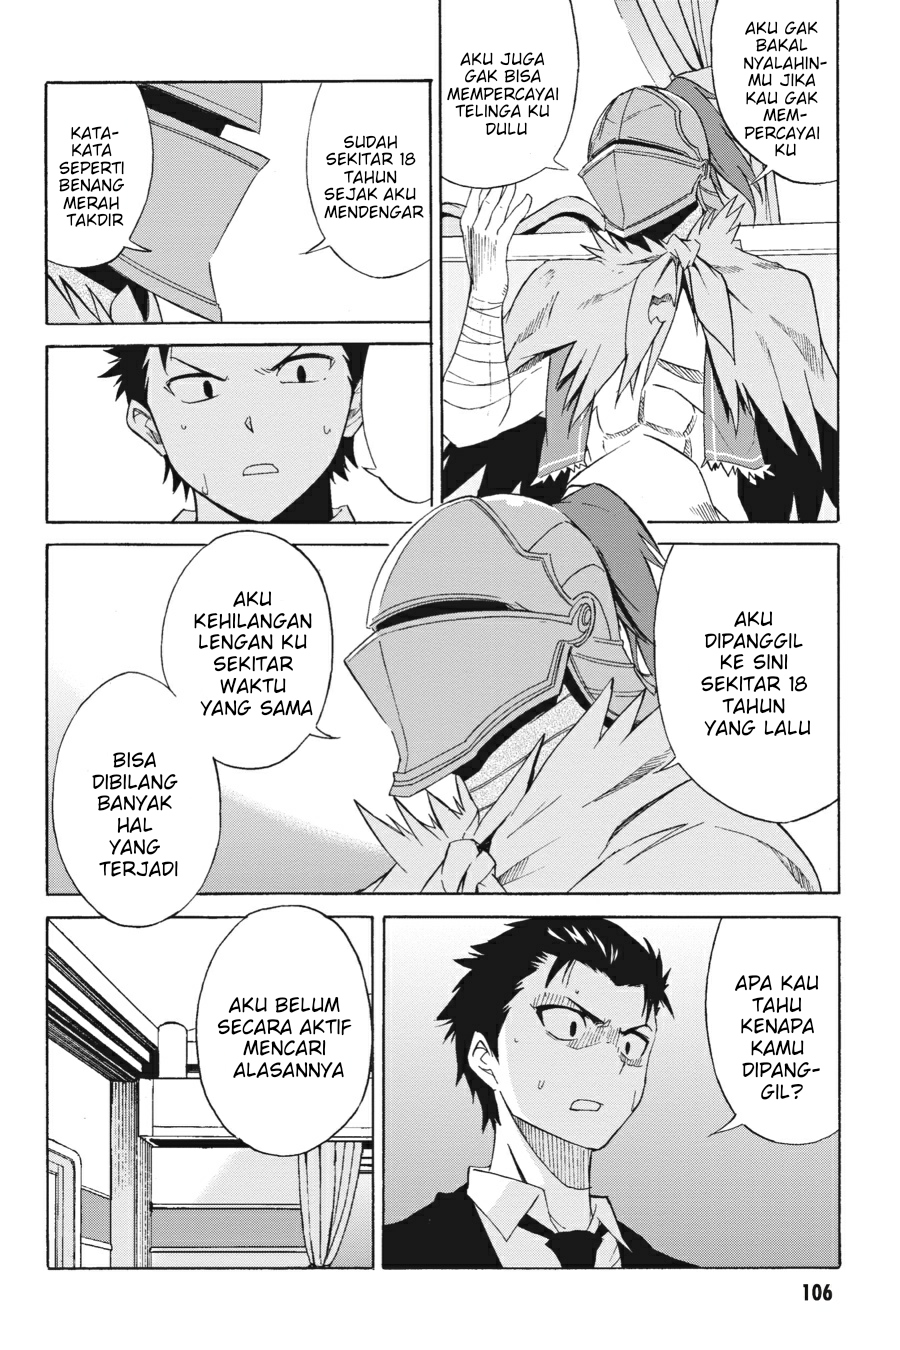 AKU GAK
BAKAL
NYALAHIN-
MU JIKA
KAU GAK
MEM-
PERCAYAI
KU
AKU JUGA
GAK BISA
MEMPERCAYAI
TELINGA KU
DULU
SUDAH
SEKITAR 18
TAHUN
SEJAK AKU
MENDENGAR
KATA-
KATA
SEPERTI
BENANG
MERAH
TAKDIR
AKU
DIPANGGIL
KE SINI
SEKITAR 18
TAHUN
YANG LALU
AKU
KEHILANGAN
LENGAN KU
SEKITAR
WAKTU
YANG SAMA
BISA
DIBILANG
BANYAK
HAL
YANG
TERJADI
APA KAU
TAHU
KENAPA
KAMU
DIPANG-
GIL?
AKU BELUM
SECARA AKTIF
MENCARI
ALASANNYA
106